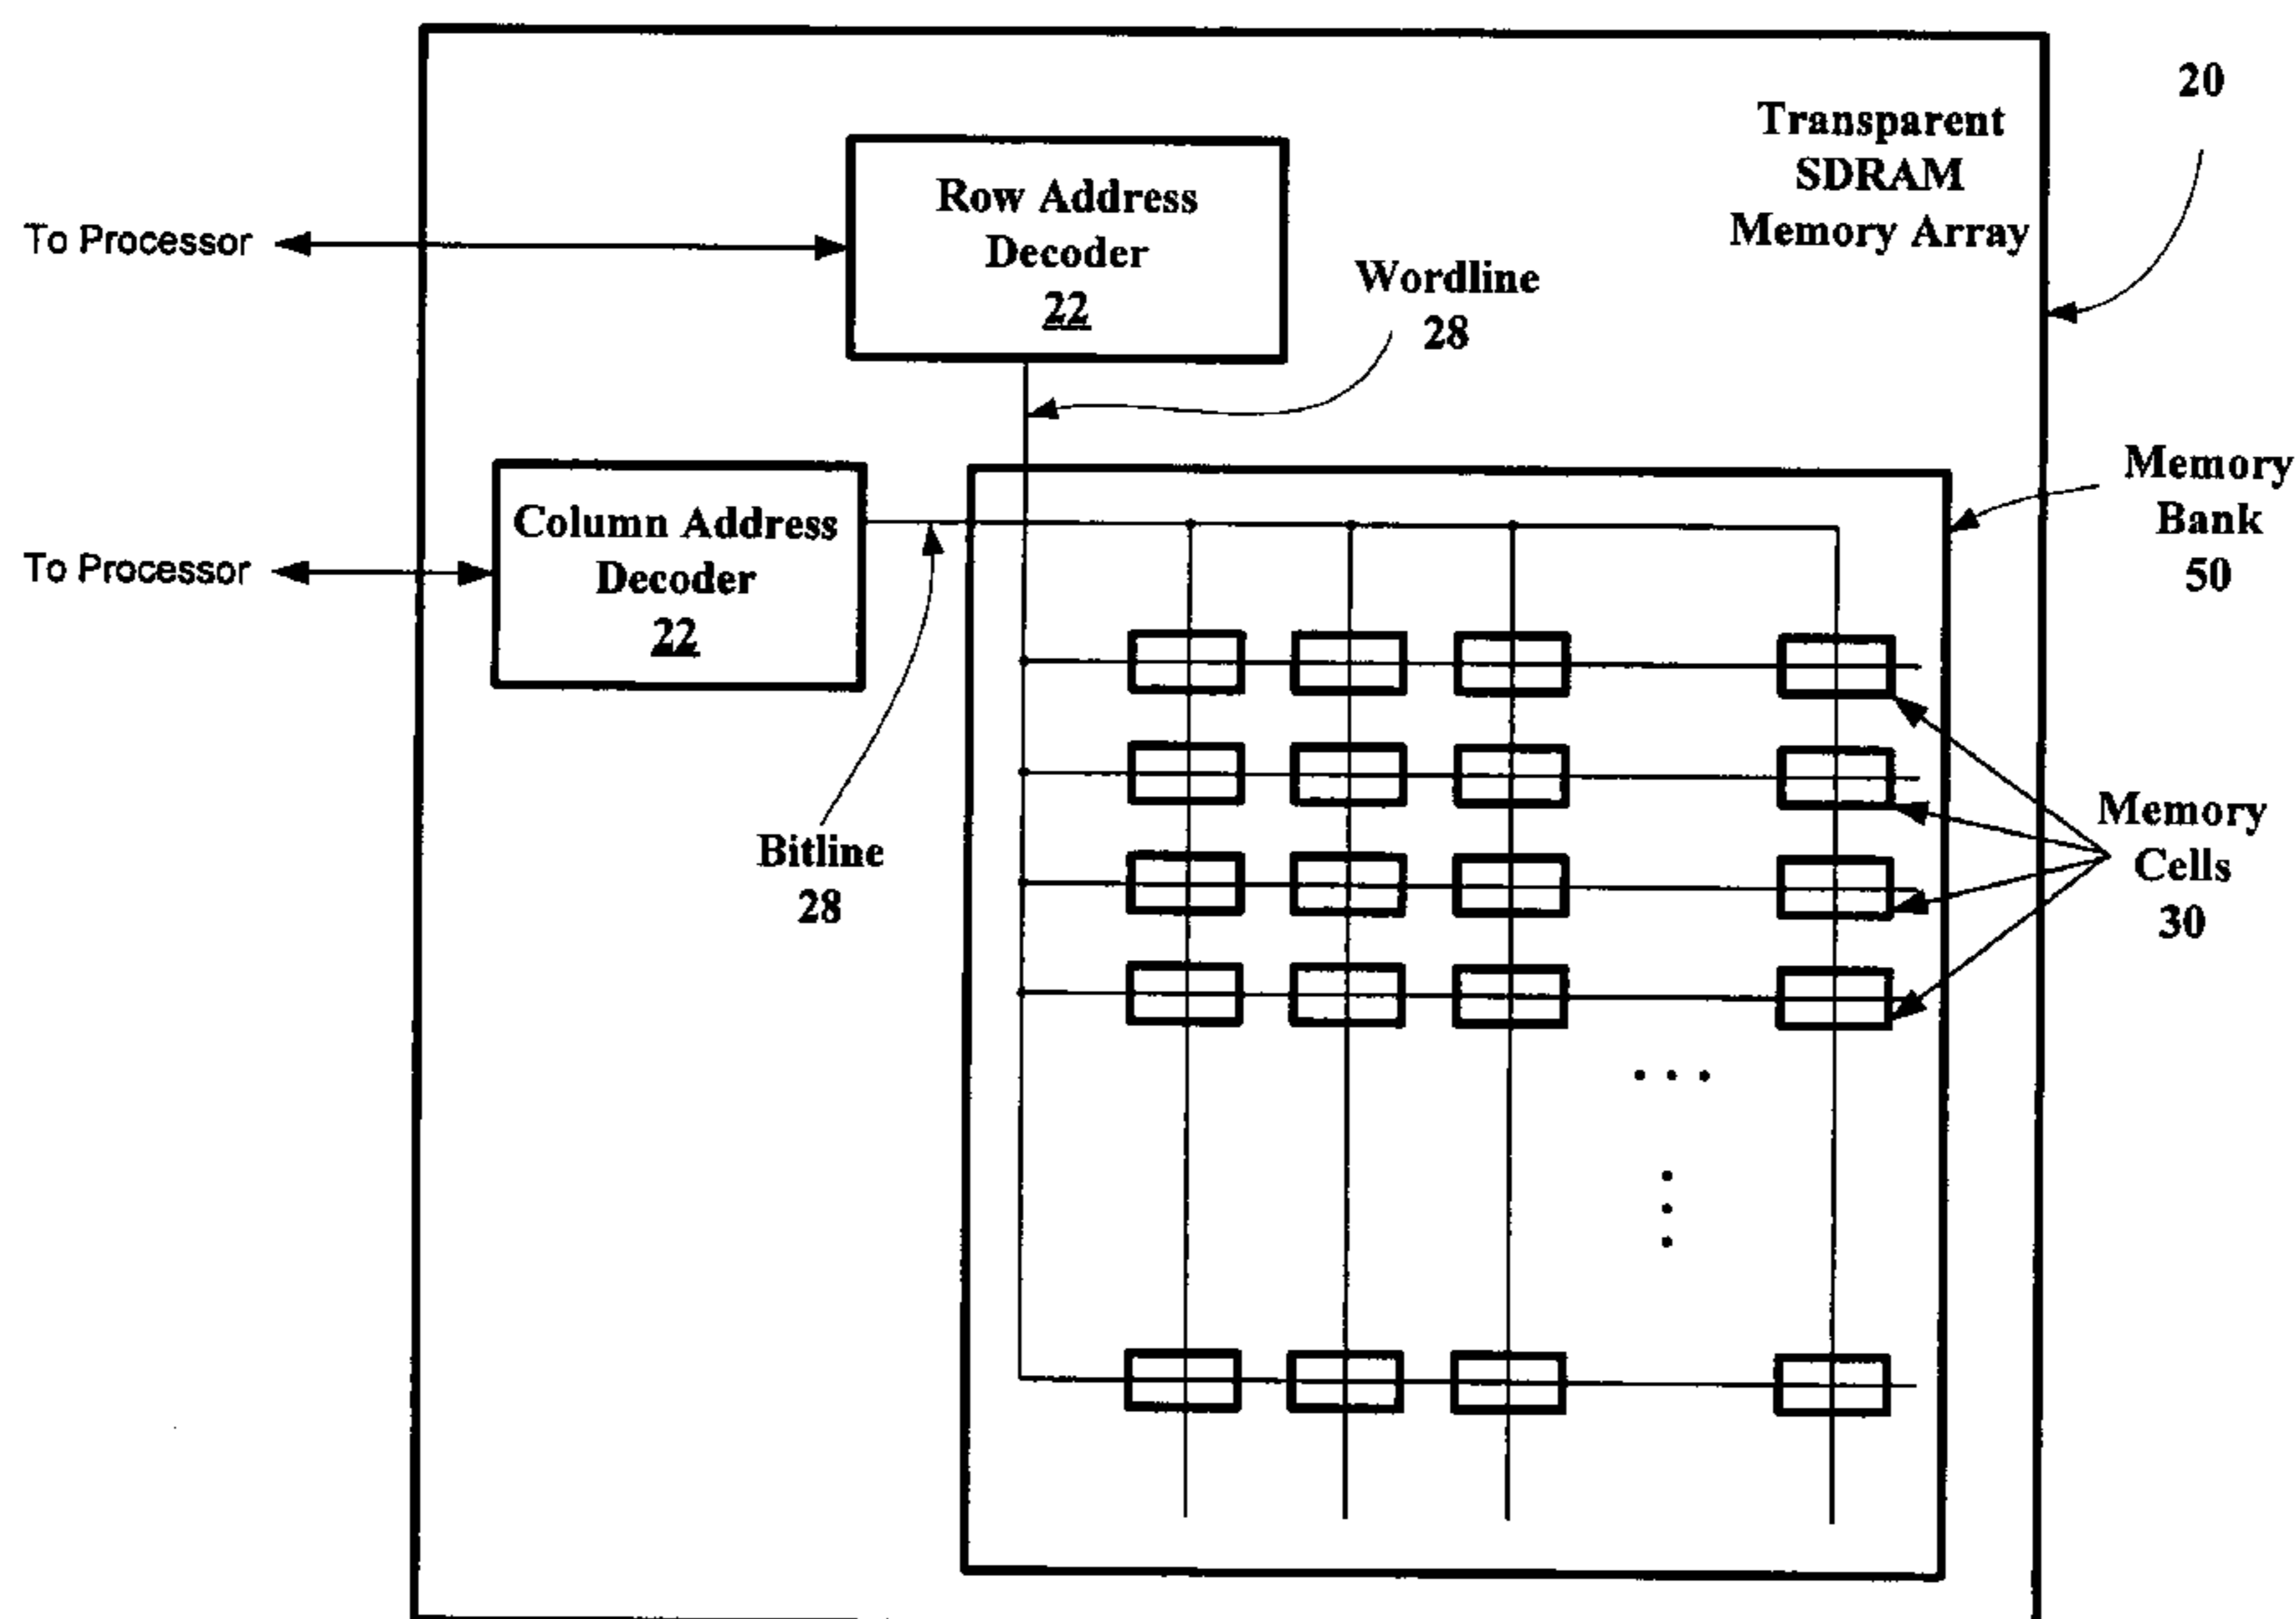 20
Transparent
SDRAM
Memory Array
Row Address
Decoder
22
To Processor
Wordline
28
Memory
Bank
50
Column Address
Decoder
22
To Processor
Memory
Cells
30
Bitline
28